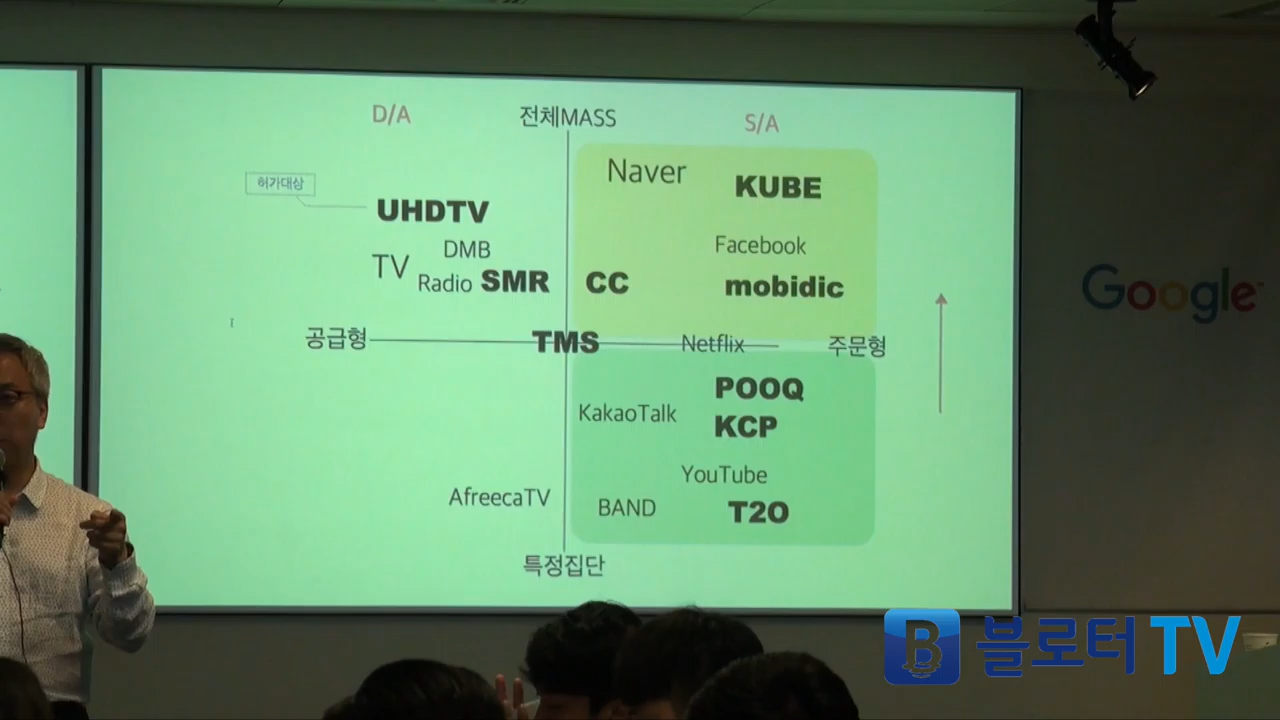 D/A
전체MASS
S/A
Naver
KUBE
허가대상
UHDTV
DMB
Facebook
TV
Radio
SMR
CC
mobidic
Google
공급형
TMS
Netflix
주문형
POOQ
KakaoTalk
KCP
YouTube
AfreecaTV
BAND
T2O
특정집단
B 블로터TV